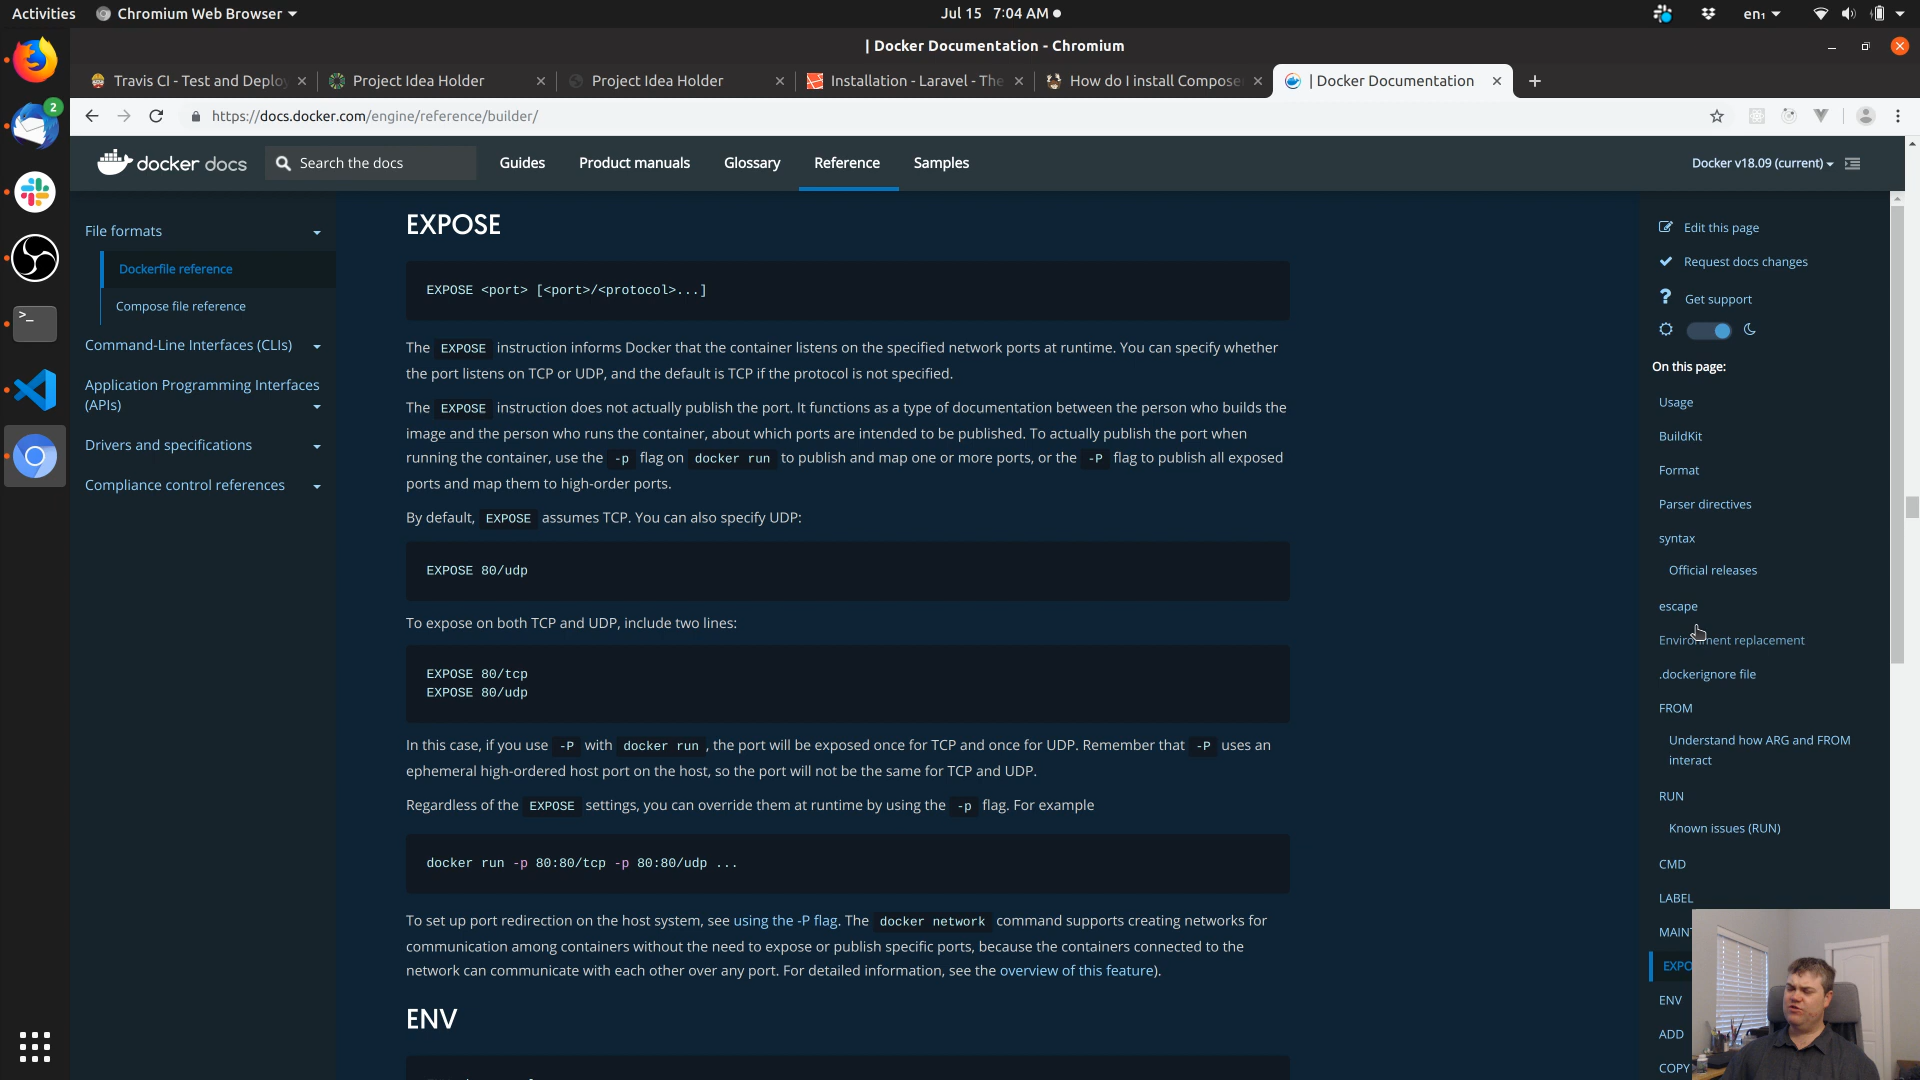 Activities
Chromium Web Browser
Jul 15 7:04 AM
en₁
| Docker Documentation - Chromium
2
Travis CI - Test and Deploy
Project Idea Holder
Project Idea Holder
Installation - Laravel - The
How do I install Compose
| Docker Documentation
https://docs.docker.com/engine/reference/builder/
docker docs
Search the docs
Guides
Product manuals
Glossary
Reference
Samples
Docker v18.09 (current)
File formats
Dockerfile reference
Compose file reference
Command-Line Interfaces (CLIs)
Application Programming Interfaces
(APIs)
Drivers and specifications
Compliance control references
EXPOSE
EXPOSE <port> [<port>/<protocol>...]
The EXPOSE instruction informs Docker that the container listens on the specified network ports at runtime. You can specify whether
the port listens on TCP or UDP, and the default is TCP if the protocol is not specified.
The EXPOSE instruction does not actually publish the port. It functions as a type of documentation between the person who builds the
image and the person who runs the container, about which ports are intended to be published. To actually publish the port when
running the container, use the -p flag on docker run to publish and map one or more ports, or the -P flag to publish all exposed
ports and map them to high-order ports.
By default, EXPOSE assumes TCP. You can also specify UDP:
EXPOSE 80/udp
To expose on both TCP and UDP, include two lines:
EXPOSE 80/tcp
EXPOSE 80/udp
In this case, if you use -P with docker run , the port will be exposed once for TCP and once for UDP. Remember that -P uses an
ephemeral high-ordered host port on the host, so the port will not be the same for TCP and UDP.
Regardless of the EXPOSE settings, you can override them at runtime by using the -p flag. For example
docker run -p 80:80/tcp -p 80:80/udp ...
To set up port redirection on the host system, see using the -P flag. The docker network command supports creating networks for
communication among containers without the need to expose or publish specific ports, because the containers connected to the
network can communicate with each other over any port. For detailed information, see the overview of this feature).
ENV
Edit this page
Request docs changes
Get support
On this page:
Usage
BuildKit
Format
Parser directives
syntax
Official releases
escape
Environment replacement
.dockerignore file
FROM
Understand how ARG and FROM
interact
RUN
Known issues (RUN)
CMD
LABEL
MAINT
EXPO
ENV
ADD
COPY